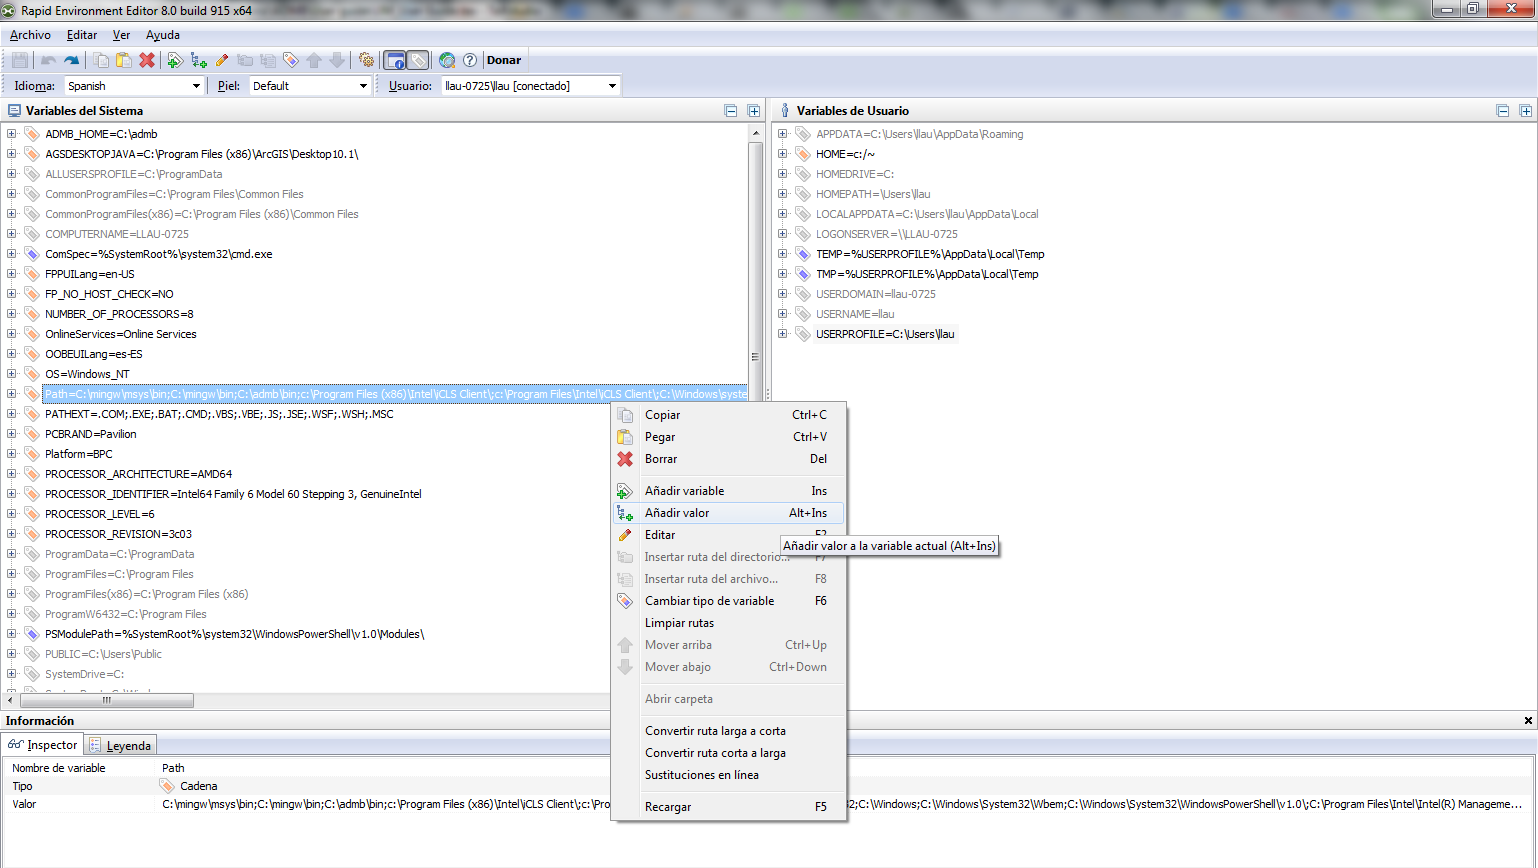 Rapid Environment Editor 8.0 build 915 x64
Archivo Editar Ver Ayuda
Donar
Idioma: Spanish Piel: Default Usuario: llau-0725\llau [conectado]
Variables del Sistema
ADMB_HOME=C:\admb
AGSDESKTOPJAVA=C:\Program Files (x86)\ArcGIS\Desktop10.1\
ALLUSERSPROFILE=C:\ProgramData
CommonProgramFiles=C:\Program Files\Common Files
CommonProgramFiles(x86)=C:\Program Files (x86)\Common Files
COMPUTERNAME=LLAU-0725
ComSpec=%SystemRoot%\system32\cmd.exe
FPPUILang=en-US
FP_NO_HOST_CHECK=NO
NUMBER_OF_PROCESSORS=8
OnlineServices=Online Services
OOBEUILang=es-ES
OS=Windows_NT
Path=C:\mingw\msys\bin;C:\mingw\bin;C:\admb\bin;c:\Program Files (x86)\Intel\iCLS Client\;c:\Program Files\Intel\iCLS Client\;C:\Windows\syste
PATHEXT=.COM;.EXE;.BAT;.CMD;.VBS;.VBE;.JS;.JSE;.WSF;.WSH;.MSC
PCBRAND=Pavilion
Platform=BPC
PROCESSOR_ARCHITECTURE=AMD64
PROCESSOR_IDENTIFIER=Intel64 Family 6 Model 60 Stepping 3, GenuineIntel
PROCESSOR_LEVEL=6
PROCESSOR_REVISION=3c03
ProgramData=C:\ProgramData
ProgramFiles=C:\Program Files
ProgramFiles(x86)=C:\Program Files (x86)
ProgramW6432=C:\Program Files
PSModulePath=%SystemRoot%\system32\WindowsPowerShell\v1.0\Modules\
PUBLIC=C:\Users\Public
SystemDrive=C:
Variables de Usuario
APPDATA=C:\Users\llau\AppData\Roaming
HOME=c:/~
HOMEDRIVE=C:
HOMEPATH=\Users\llau
LOCALAPPDATA=C:\Users\llau\AppData\Local
LOGONSERVER=\\LLAU-0725
TEMP=%USERPROFILE%\AppData\Local\Temp
TMP=%USERPROFILE%\AppData\Local\Temp
USERDOMAIN=llau-0725
USERNAME=llau
USERPROFILE=C:\Users\llau
Copiar Ctrl+C
Pegar Ctrl+V
Borrar Del
Añadir variable Ins
Añadir valor Alt+Ins
Editar F2
Añadir valor a la variable actual (Alt+Ins)
Insertar ruta del directorio... F7
Insertar ruta del archivo... F8
Cambiar tipo de variable F6
Limpiar rutas
Mover arriba Ctrl+Up
Mover abajo Ctrl+Down
Abrir carpeta
Convertir ruta larga a corta
Convertir ruta corta a larga
Sustituciones en línea
Recargar F5
Información
Inspector Leyenda
Nombre de variable Path
Tipo Cadena
Valor C:\mingw\msys\bin;C:\mingw\bin;C:\admb\bin;c:\Program Files (x86)\Intel\iCLS Client\;c:\Pro 2;C:\Windows;C:\Windows\System32\Wbem;C:\Windows\System32\WindowsPowerShell\v1.0\;C:\Program Files\Intel\Intel(R) Manageme...